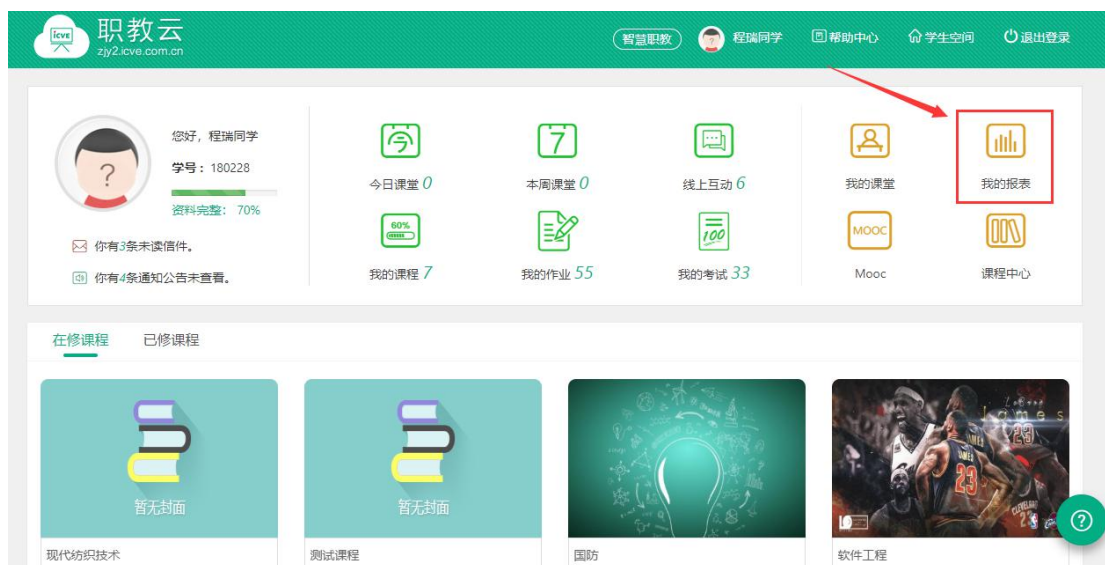 icve 职教云
zjy2.icve.com.cn
智慧职教 程瑞同学 帮助中心 学生空间 退出登录
您好，程瑞同学
学号：180228
资料完整： 70%
你有3条未读信件。
你有4条通知公告未查看。
今
今日课堂 0
7
本周课堂 0
线上互动 6
我的课堂
我的报表
60%
我的课程 7
我的作业 55
100
我的考试 33
MOOC
Mooc
课程中心
在修课程 已修课程
暂无封面
现代纺织技术
暂无封面
测试课程
国防
James
23
23
软件工程